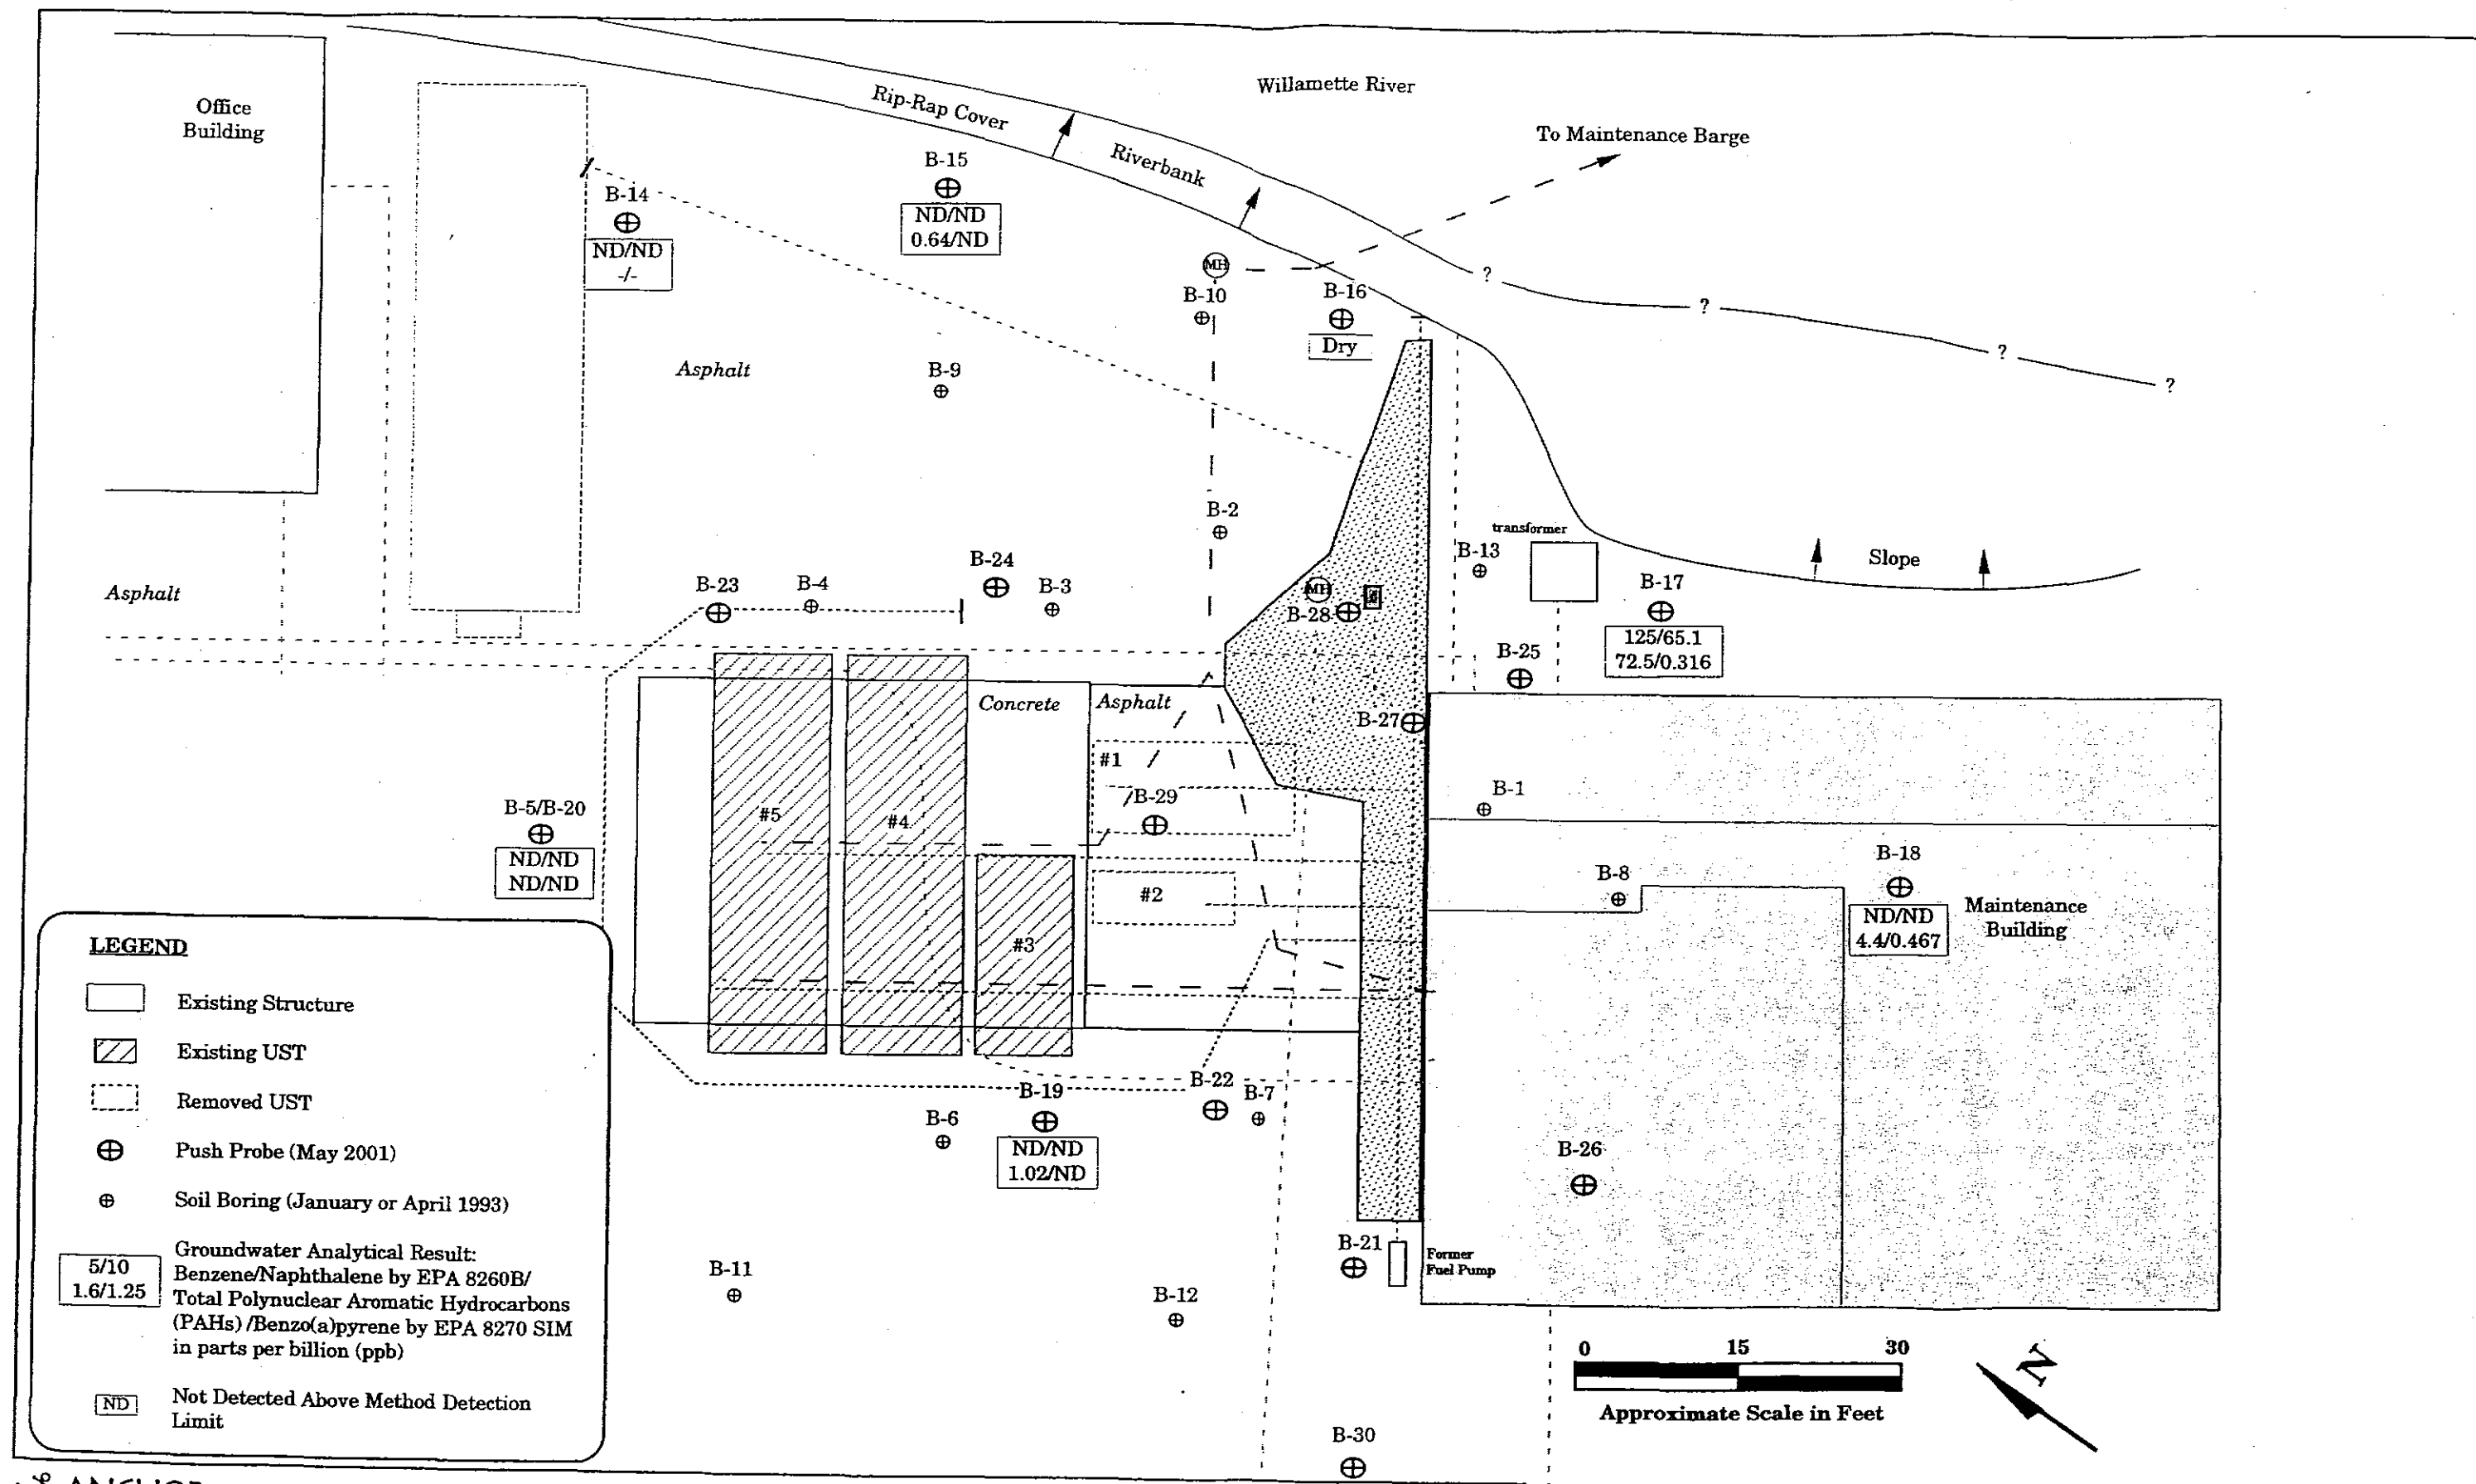 Office
Building
Willamette River
Rip-Rap Cover
Riverbank
To Maintenance Barge
B-15
ND/ND
0.64/ND
B-14
ND/ND
-/-
MH
B-10
B-16
Dry
?
?
?
?
Asphalt
B-9
B-2
transformer
B-13
Slope
B-17
125/65.1
72.5/0.316
B-24
B-3
B-23
B-4
Asphalt
MH
B-28
B-25
Concrete
Asphalt
B-27
#1
B-29
B-1
B-5/B-20
ND/ND
ND/ND
#5
#4
#2
#3
B-8
B-18
ND/ND
4.4/0.467
Maintenance
Building
B-19
ND/ND
1.02/ND
B-22
B-7
B-6
B-26
B-21
Former
Fuel Pump
B-11
B-12
B-30
LEGEND
Existing Structure
Existing UST
Removed UST
Push Probe (May 2001)
Soil Boring (January or April 1993)
5/10
1.6/1.25
Groundwater Analytical Result:
Benzene/Naphthalene by EPA 8260B/
Total Polynuclear Aromatic Hydrocarbons
(PAHs) /Benzo(a)pyrene by EPA 8270 SIM
in parts per billion (ppb)
ND
Not Detected Above Method Detection
Limit
0 15 30
Approximate Scale in Feet
N
ANCHOR